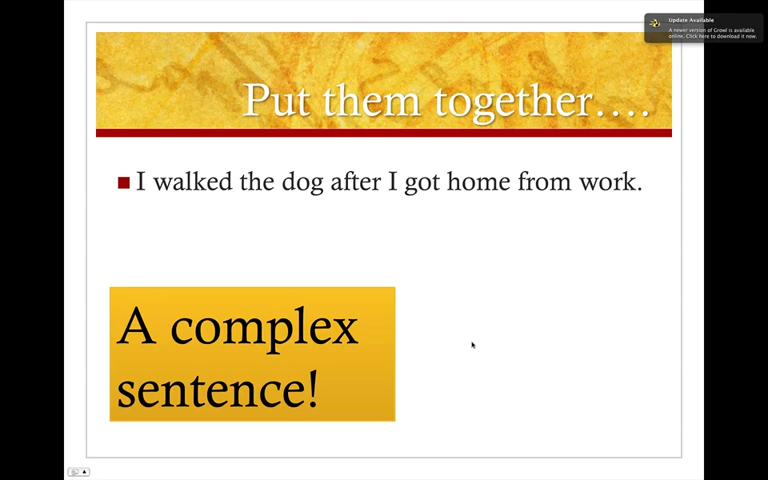 Update Available
A newer version of Growl is available
online. Click here to download it now.
Put them together….
I walked the dog after I got home from work.
A complex
sentence!